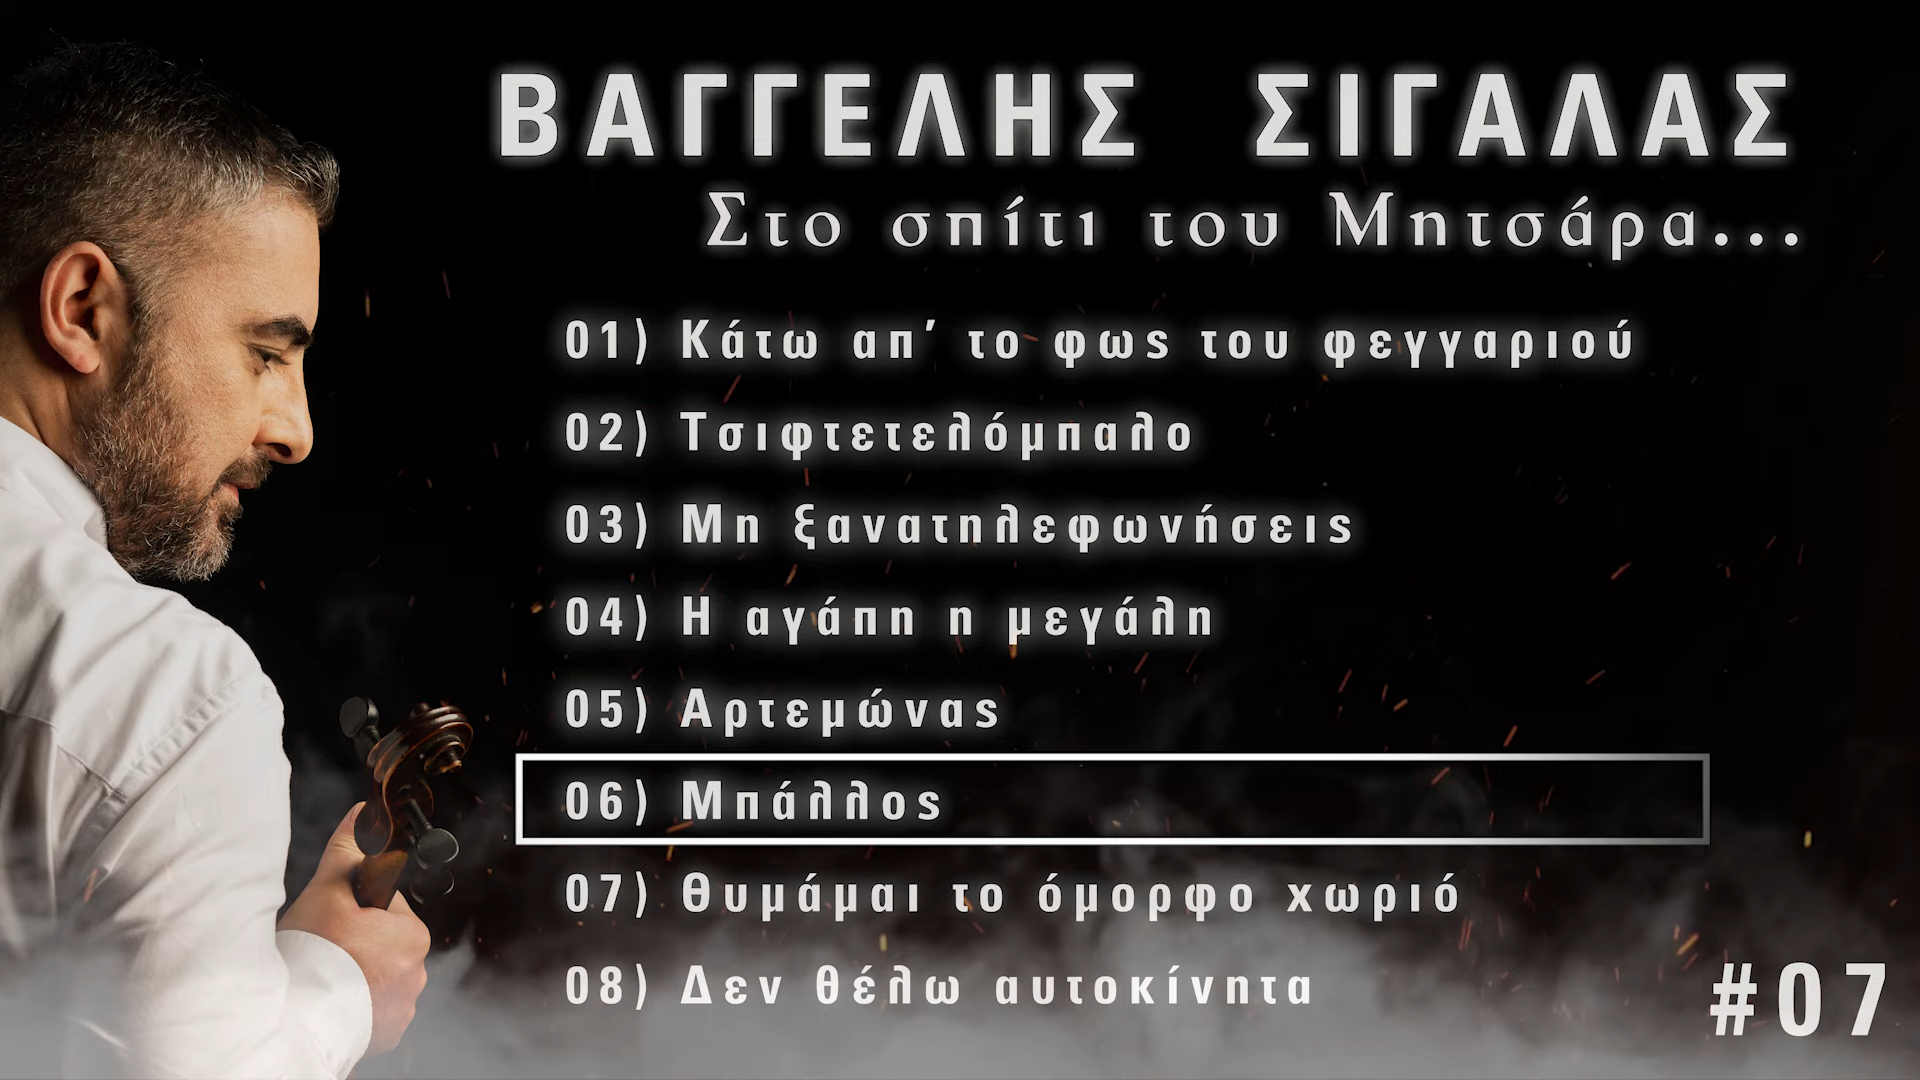 ΒΑΓΓΕΛΗΣ ΣΙΓΑΛΑΣ
Στο σπίτι του Μητσάρα...
01) Κάτω απ’ το φως του φεγγαριού
02) Τσιφτετελόμπαλο
03) Μη ξανατηλεφωνήσεις
04) Η αγάπη η μεγάλη
05) Αρτεμώνας
06) Μπάλλος
07) Θυμάμαι το όμορφο χωριό
08) Δεν θέλω αυτοκίνητα
#07